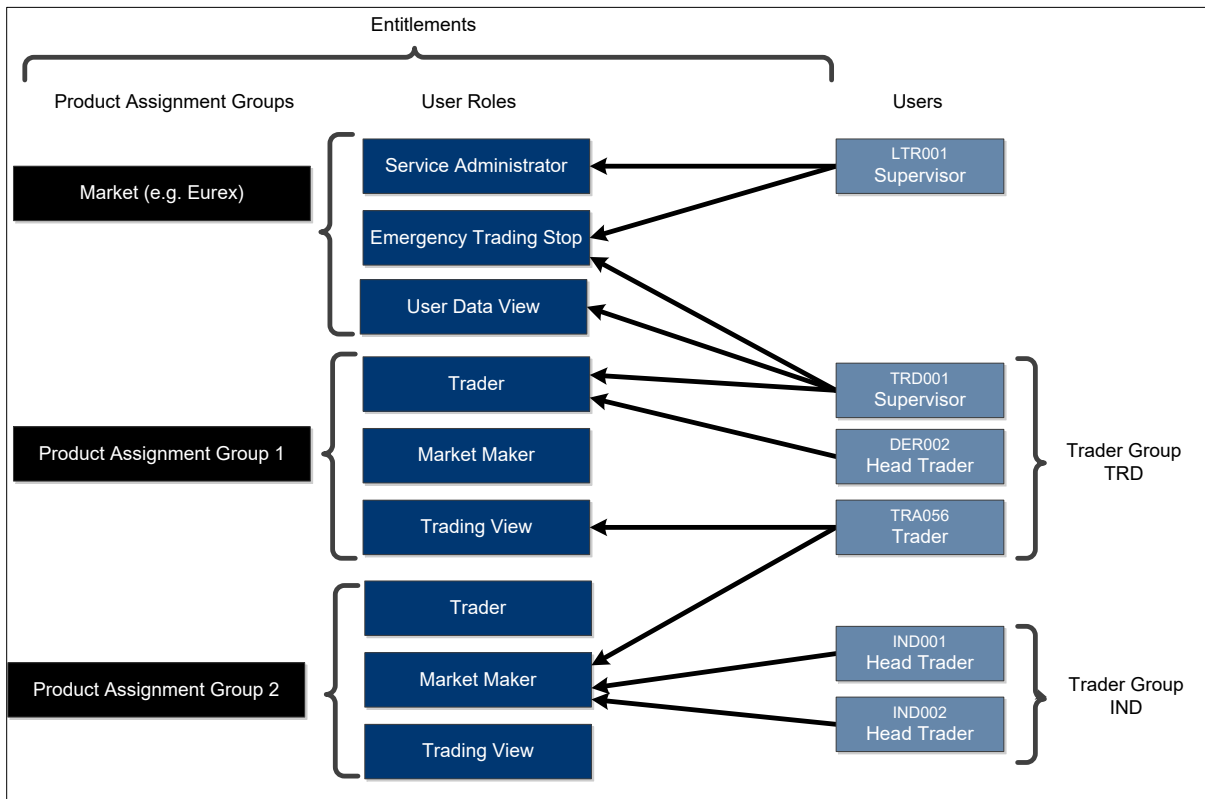 Entitlements
Product Assignment Groups
User Roles
Users
Market (e.g. Eurex)
Service Administrator
LTR001
Supervisor
Emergency Trading Stop
User Data View
Product Assignment Group 1
Trader
TRD001
Supervisor
Market Maker
DER002
Head Trader
Trading View
TRA056
Trader
Trader Group
TRD
Product Assignment Group 2
Trader
Market Maker
IND001
Head Trader
Trading View
IND002
Head Trader
Trader Group
IND